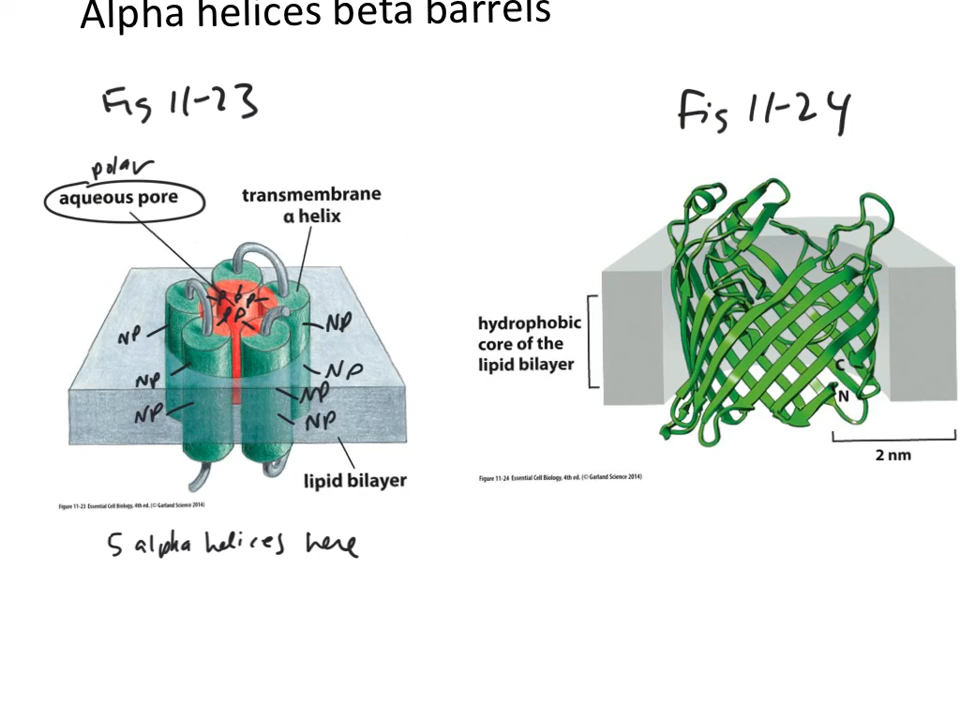 Alpha helices beta barrels
Fig 11-23
polar
aqueous pore
transmembrane
α helix
P P P
P P
NP
NP
NP
NP
NP
NP
NP
lipid bilayer
Figure 11-23 Essential Cell Biology, 4th ed. (© Garland Science 2014)
5 alpha helices here
Fig 11-24
hydrophobic
core of the
lipid bilayer
C
N
2 nm
Figure 11-24 Essential Cell Biology, 4th ed. (© Garland Science 2014)